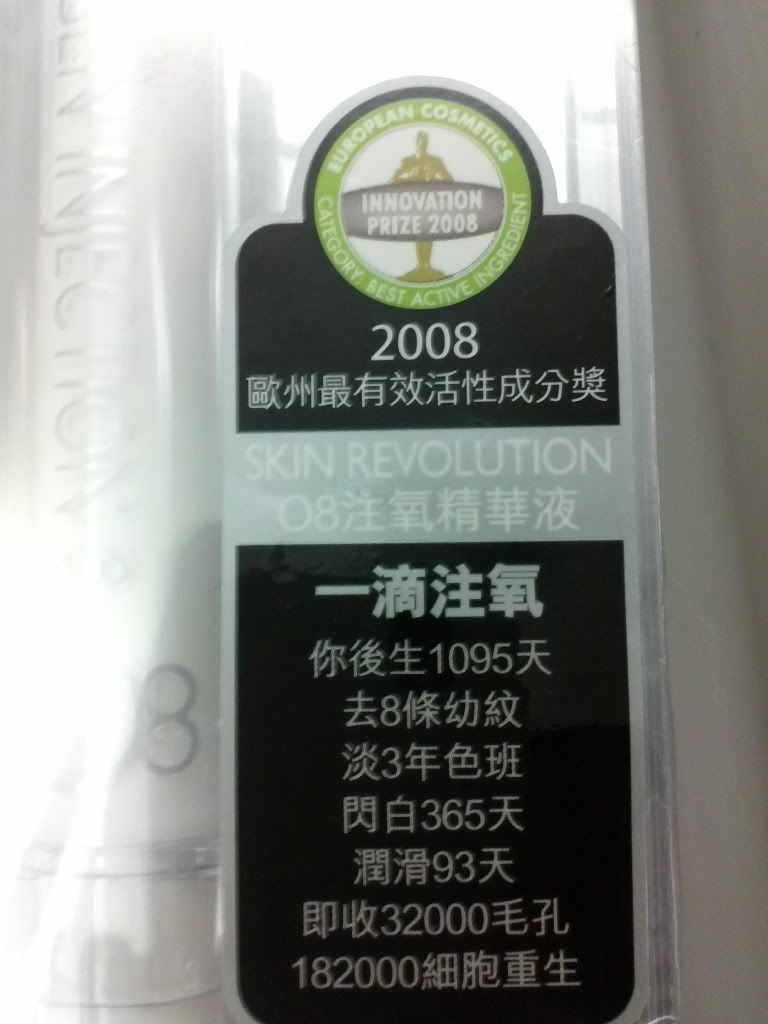 EUROPEAN COSMETICS
INNOVATION
PRIZE 2008
CATEGORY. BEST ACTIVE INGREDIENT
2008
歐州最有效活性成分獎
SKIN REVOLUTION
O8注氧精華液
一滴注氧
你後生1095天
去8條幼紋
淡3年色班
閃白365天
潤滑93天
即收32000毛孔
182000細胞重生
INJECTION